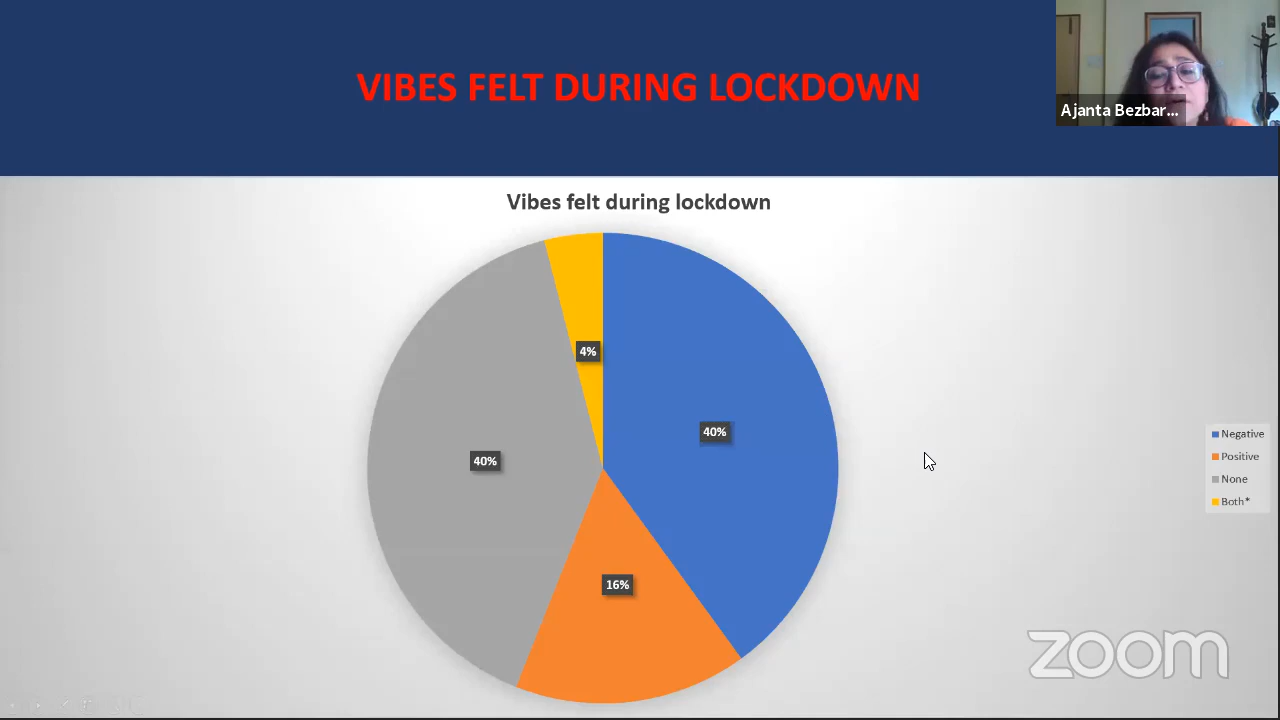 VIBES FELT DURING LOCKDOWN
Ajanta Bezbar...
Vibes felt during lockdown
4%
40%
40%
16%
Negative
Positive
None
Both*
zoom